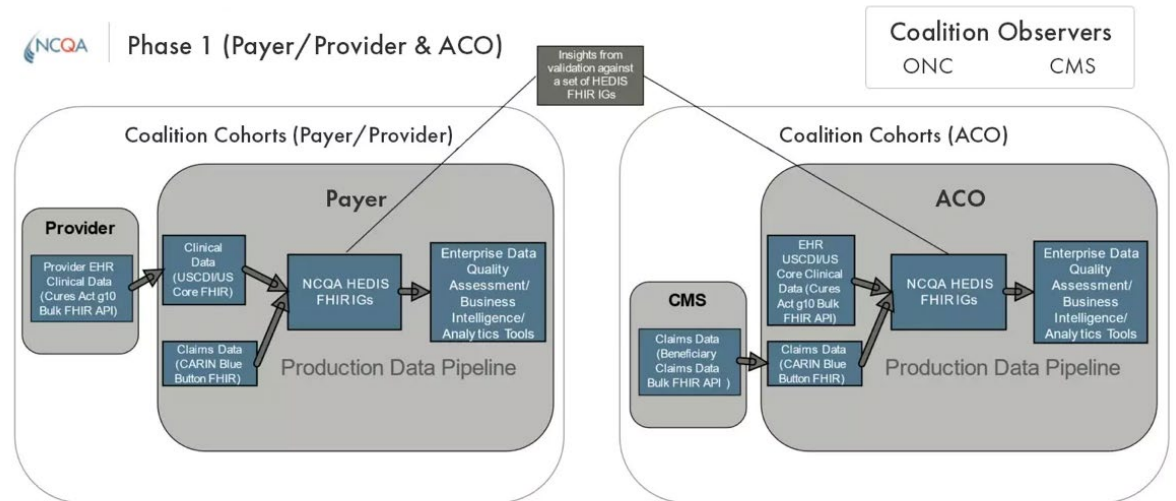 NCQA
Phase 1 (Payer/Provider & ACO)
Insights from
validation against
a set of HEDIS
FHIR IGs
Coalition Observers
ONC CMS
Coalition Cohorts (Payer/Provider)
Payer
Provider
Provider EHR
Clinical Data
(Cures Act g10
Bulk FHIR API)
Clinical
Data
(USCDI/US
Core FHIR)
NCQA HEDIS
FHIR IGs
Enterprise Data
Quality
Assessment/
Business
Intelligence/
Analytics Tools
Claims Data
(CARIN Blue
Button FHIR)
Production Data Pipeline
Coalition Cohorts (ACO)
ACO
EHR
USCDI/US
Core Clinical
Data (Cures
Act g10 Bulk
FHIR API)
NCQA HEDIS
FHIR IGs
Enterprise Data
Quality
Assessment/
Business
Intelligence/
Analytics Tools
CMS
Claims Data
(Beneficiary
Claims Data
Bulk FHIR API )
Claims Data
(CARIN Blue
Button FHIR)
Production Data Pipeline